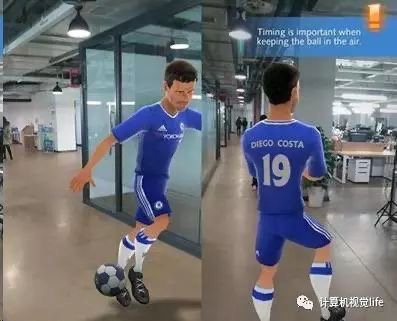 Timing is important when
keeping the ball in the air.
YOKOHAMA
DIEGO COSTA
19
计算机视觉life